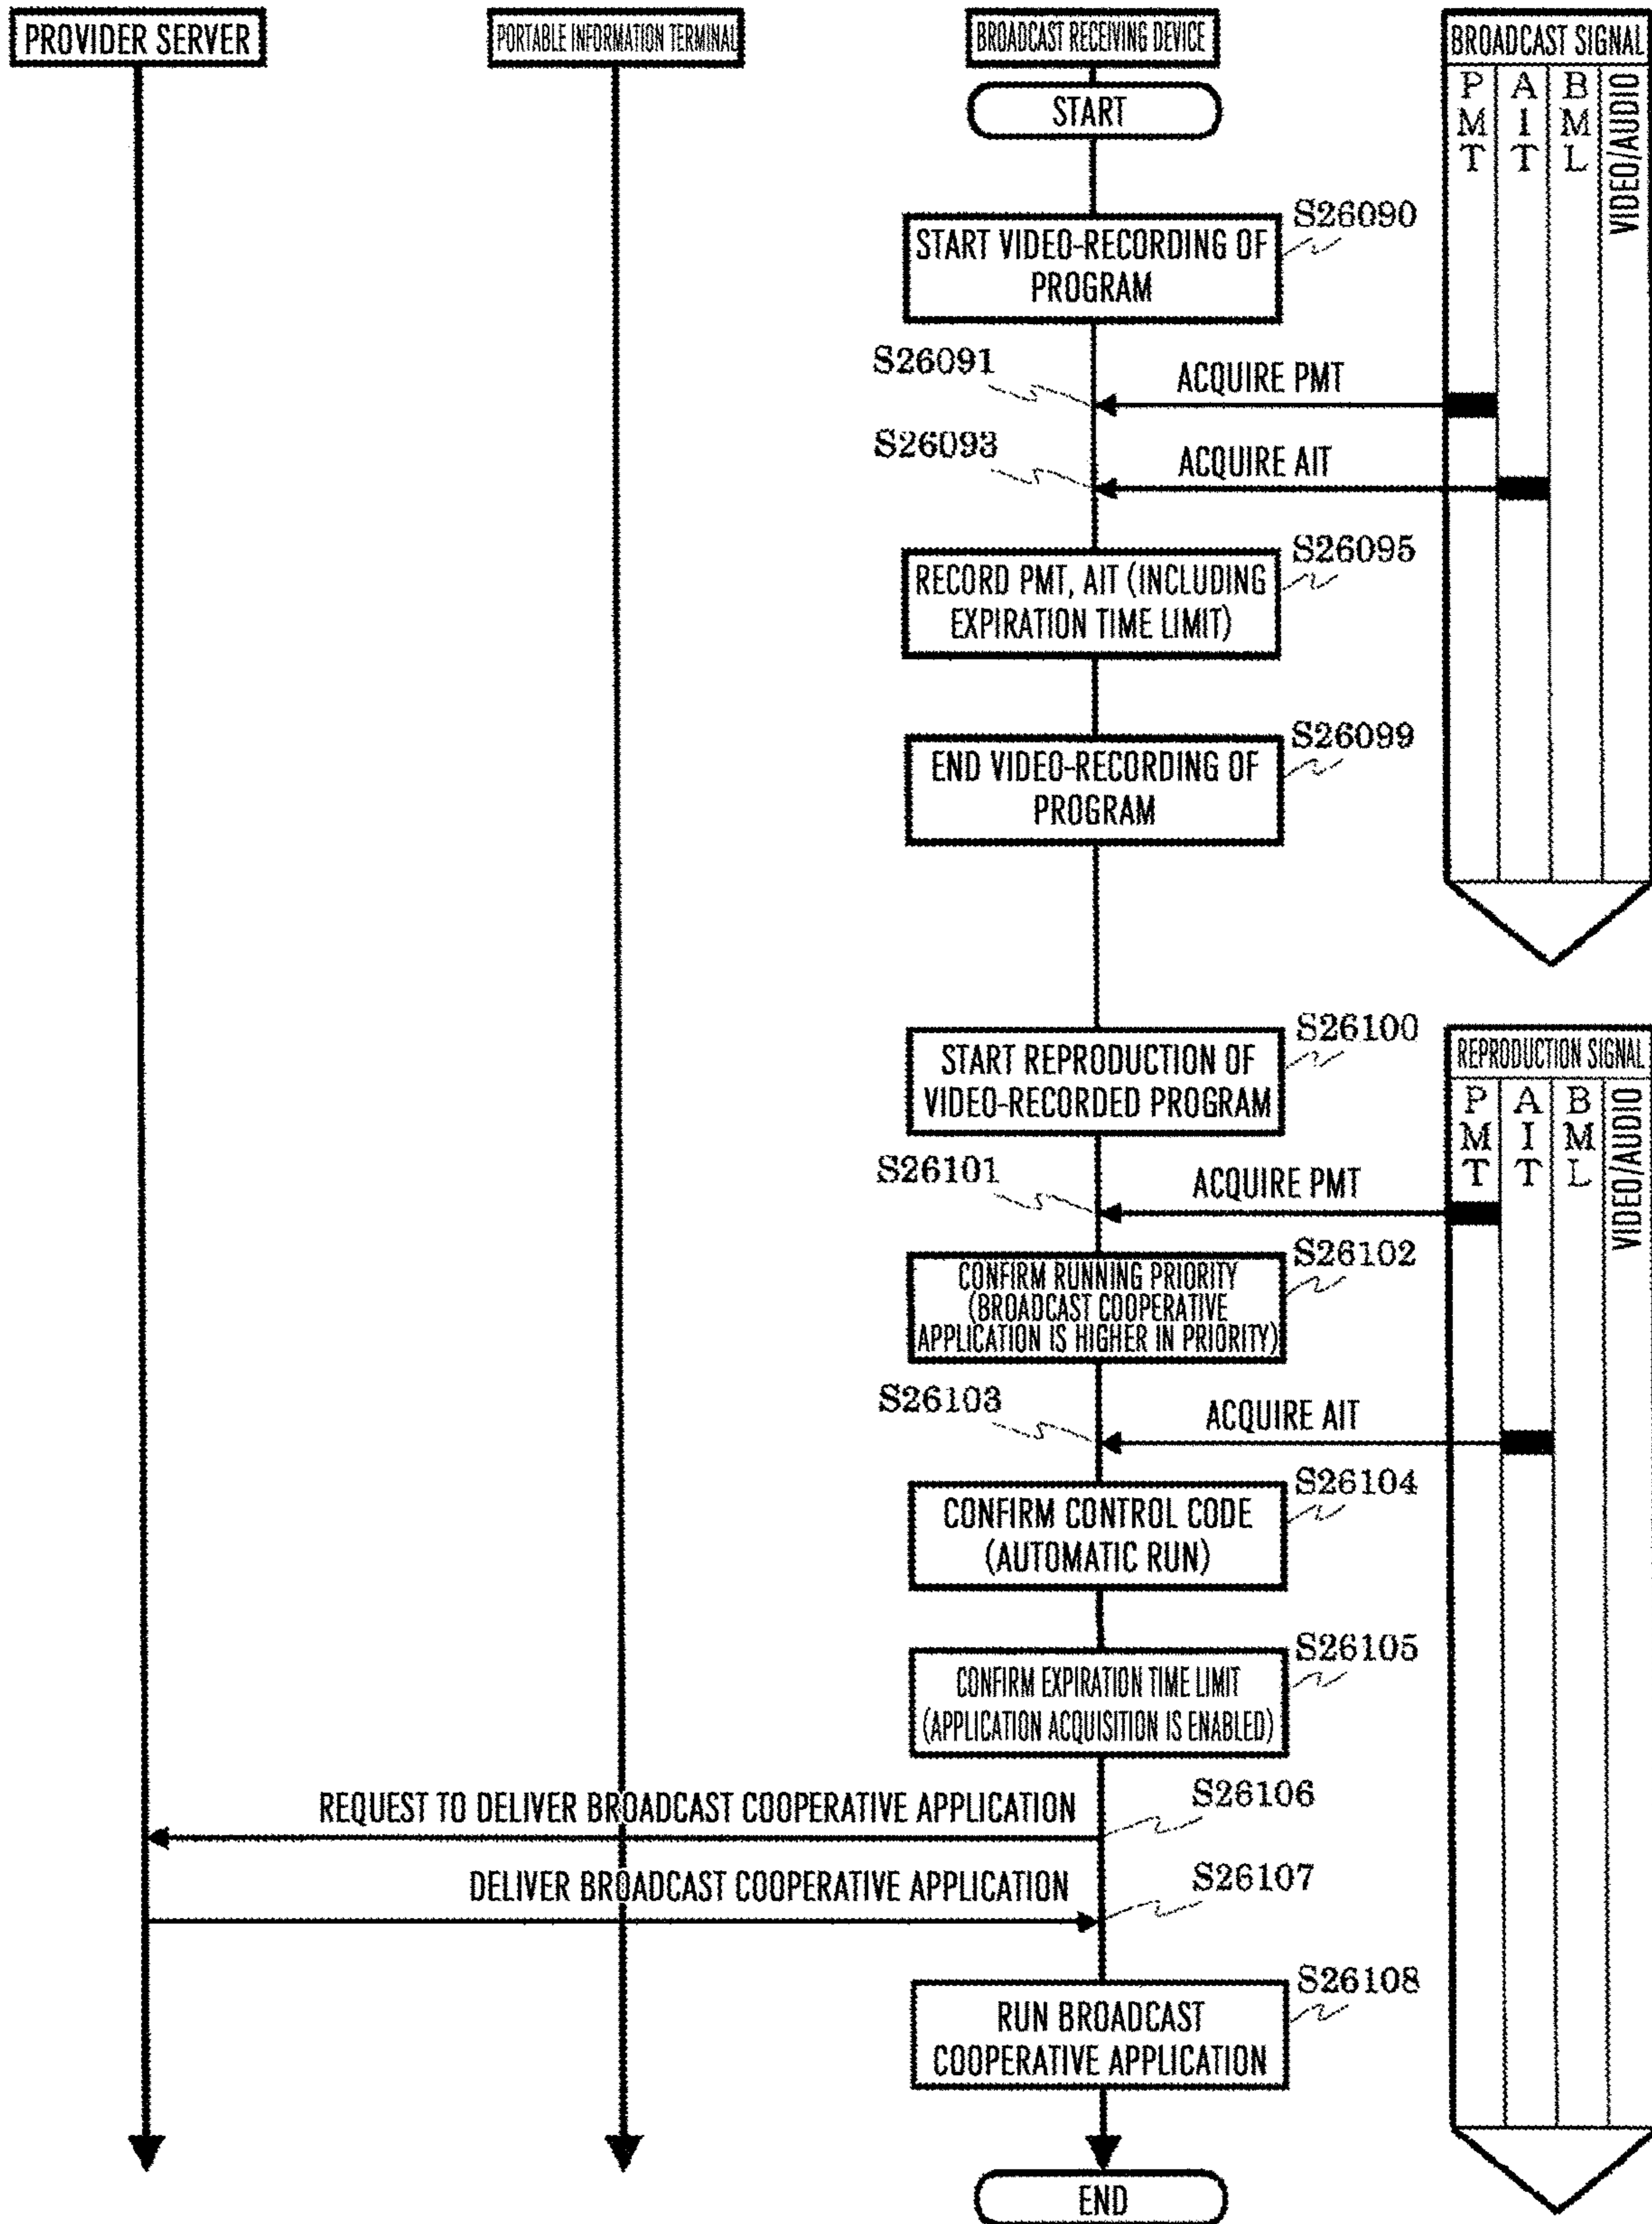 PROVIDER SERVER
PORTABLE INFORMATION TERMINAL
BROADCAST RECEIVING DEVICE
BROADCAST SIGNAL
PMT
AIT
BML
VIDEO/AUDIO
START
S26090
START VIDEO-RECORDING OF
PROGRAM
S26091
ACQUIRE PMT
S26093
ACQUIRE AIT
S26095
RECORD PMT, AIT (INCLUDING
EXPIRATION TIME LIMIT)
S26099
END VIDEO-RECORDING OF
PROGRAM
S26100
START REPRODUCTION OF
VIDEO-RECORDED PROGRAM
REPRODUCTION SIGNAL
PMT
AIT
BML
VIDEO/AUDIO
S26101
ACQUIRE PMT
S26102
CONFIRM RUNNING PRIORITY
(BROADCAST COOPERATIVE
APPLICATION IS HIGHER IN PRIORITY)
S26103
ACQUIRE AIT
S26104
CONFIRM CONTROL CODE
(AUTOMATIC RUN)
S26105
CONFIRM EXPIRATION TIME LIMIT
(APPLICATION ACQUISITION IS ENABLED)
REQUEST TO DELIVER BROADCAST COOPERATIVE APPLICATION
S26106
DELIVER BROADCAST COOPERATIVE APPLICATION
S26107
S26108
RUN BROADCAST
COOPERATIVE APPLICATION
END